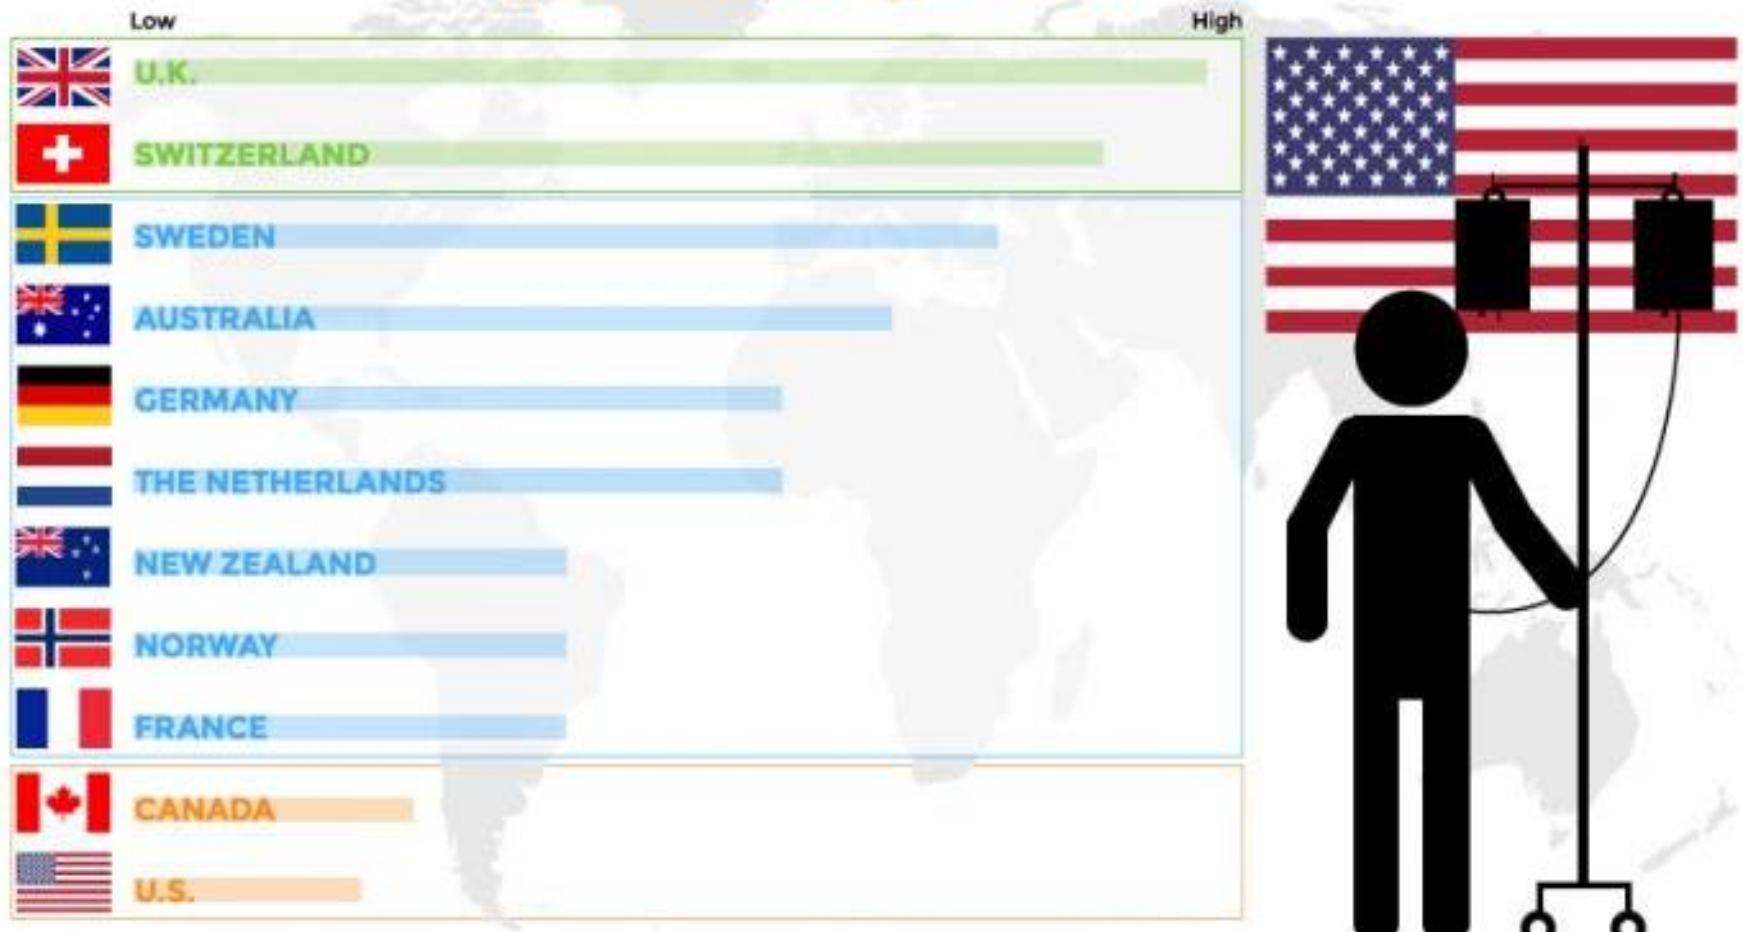 Low High
U.K.
SWITZERLAND
SWEDEN
AUSTRALIA
GERMANY
THE NETHERLANDS
NEW ZEALAND
NORWAY
FRANCE
CANADA
U.S.